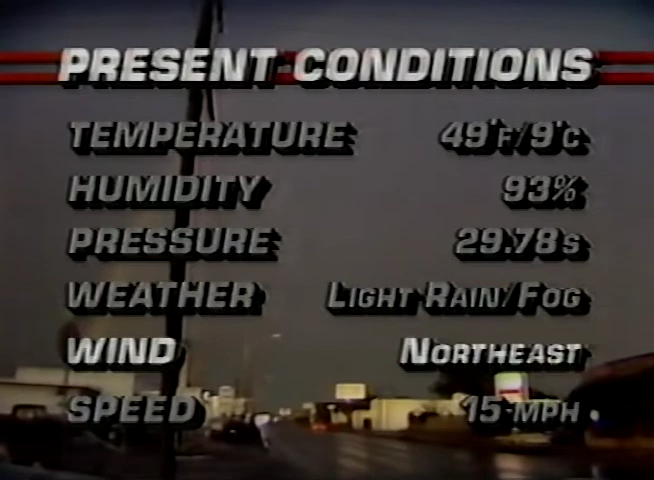 PRESENT CONDITIONS
TEMPERATURE 49°F/9°C
HUMIDITY 93%
PRESSURE 29.78S
WEATHER LIGHT RAIN/FOG
WIND NORTHEAST
SPEED 15 MPH